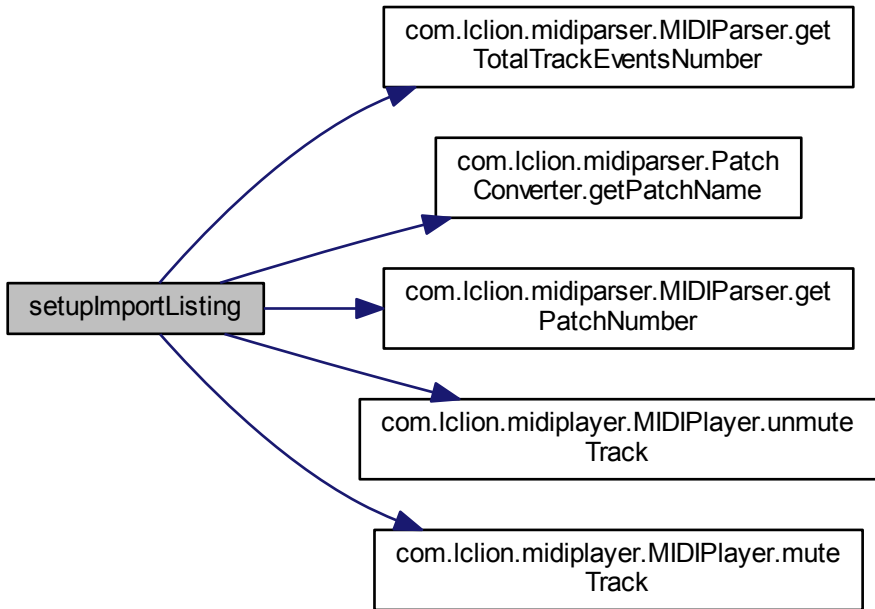 com.lclion.midiparser.MIDIParser.get
TotalTrackEventsNumber
com.lclion.midiparser.Patch
Converter.getPatchName
setupImportListing
com.lclion.midiparser.MIDIParser.get
PatchNumber
com.lclion.midiplayer.MIDIPlayer.unmute
Track
com.lclion.midiplayer.MIDIPlayer.mute
Track